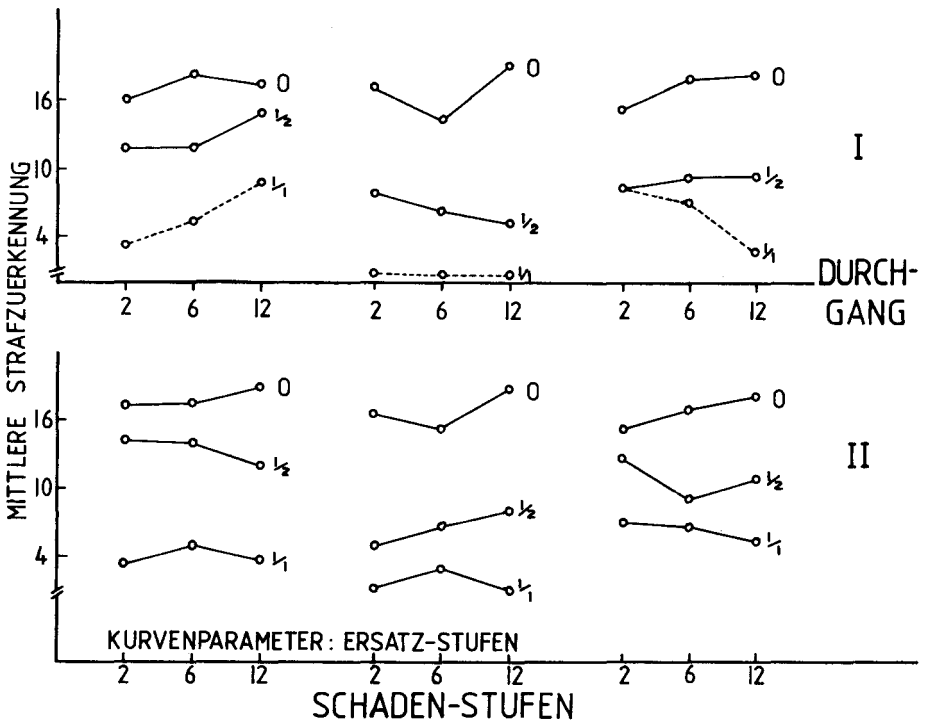 MITTLERE STRAFZUERKENNUNG
16
10
4
0
1/2
1/1
0
1/2
1/1
0
1/2
1/1
I
2 6 12 2 6 12 2 6 12
DURCH-
GANG
16
10
4
0
1/2
1/1
0
1/2
1/1
0
1/2
1/1
II
KURVENPARAMETER: ERSATZ-STUFEN
2 6 12 2 6 12 2 6 12
SCHADEN-STUFEN